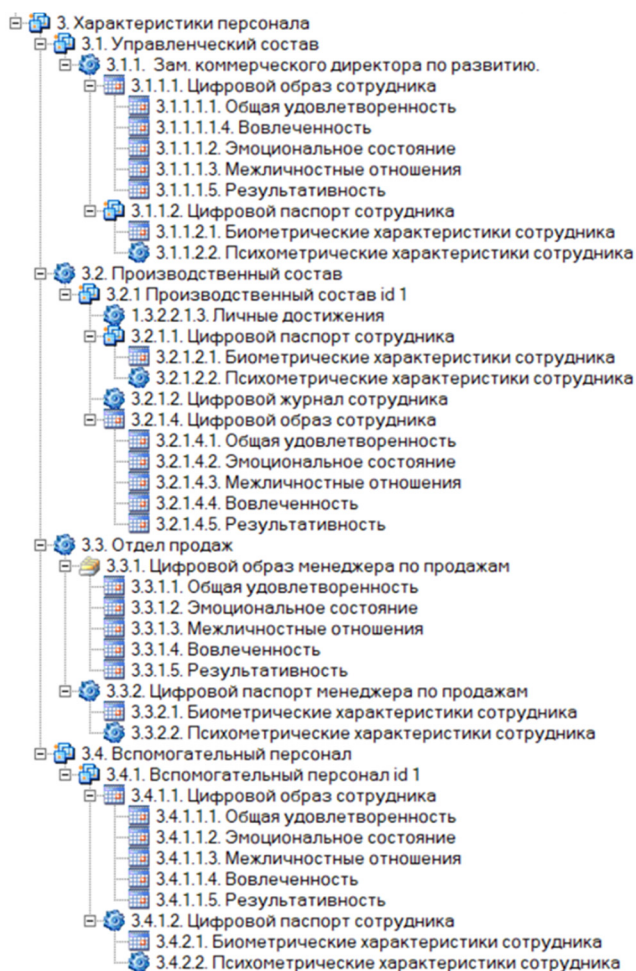 3. Характеристики персонала
3.1. Управленческий состав
3.1.1. Зам. коммерческого директора по развитию.
3.1.1.1. Цифровой образ сотрудника
3.1.1.1.1. Общая удовлетворенность
3.1.1.1.1.4. Вовлеченность
3.1.1.1.2. Эмоциональное состояние
3.1.1.1.3. Межличностные отношения
3.1.1.1.5. Результативность
3.1.1.2. Цифровой паспорт сотрудника
3.1.1.2.1. Биометрические характеристики сотрудника
3.1.1.2.2. Психометрические характеристики сотрудника
3.2. Производственный состав
3.2.1 Производственный состав id 1
1.3.2.2.1.3. Личные достижения
3.2.1.1. Цифровой паспорт сотрудника
3.2.1.2.1. Биометрические характеристики сотрудника
3.2.1.2.2. Психометрические характеристики сотрудника
3.2.1.2. Цифровой журнал сотрудника
3.2.1.4. Цифровой образ сотрудника
3.2.1.4.1. Общая удовлетворенность
3.2.1.4.2. Эмоциональное состояние
3.2.1.4.3. Межличностные отношения
3.2.1.4.4. Вовлеченность
3.2.1.4.5. Результативность
3.3. Отдел продаж
3.3.1. Цифровой образ менеджера по продажам
3.3.1.1. Общая удовлетворенность
3.3.1.2. Эмоциональное состояние
3.3.1.3. Межличностные отношения
3.3.1.4. Вовлеченность
3.3.1.5. Результативность
3.3.2. Цифровой паспорт менеджера по продажам
3.3.2.1. Биометрические характеристики сотрудника
3.3.2.2. Психометрические характеристики сотрудника
3.4. Вспомогательный персонал
3.4.1. Вспомогательный персонал id 1
3.4.1.1. Цифровой образ сотрудника
3.4.1.1.1. Общая удовлетворенность
3.4.1.1.2. Эмоциональное состояние
3.4.1.1.3. Межличностные отношения
3.4.1.1.4. Вовлеченность
3.4.1.1.5. Результативность
3.4.1.2. Цифровой паспорт сотрудника
3.4.2.1. Биометрические характеристики сотрудника
3.4.2.2. Психометрические характеристики сотрудника